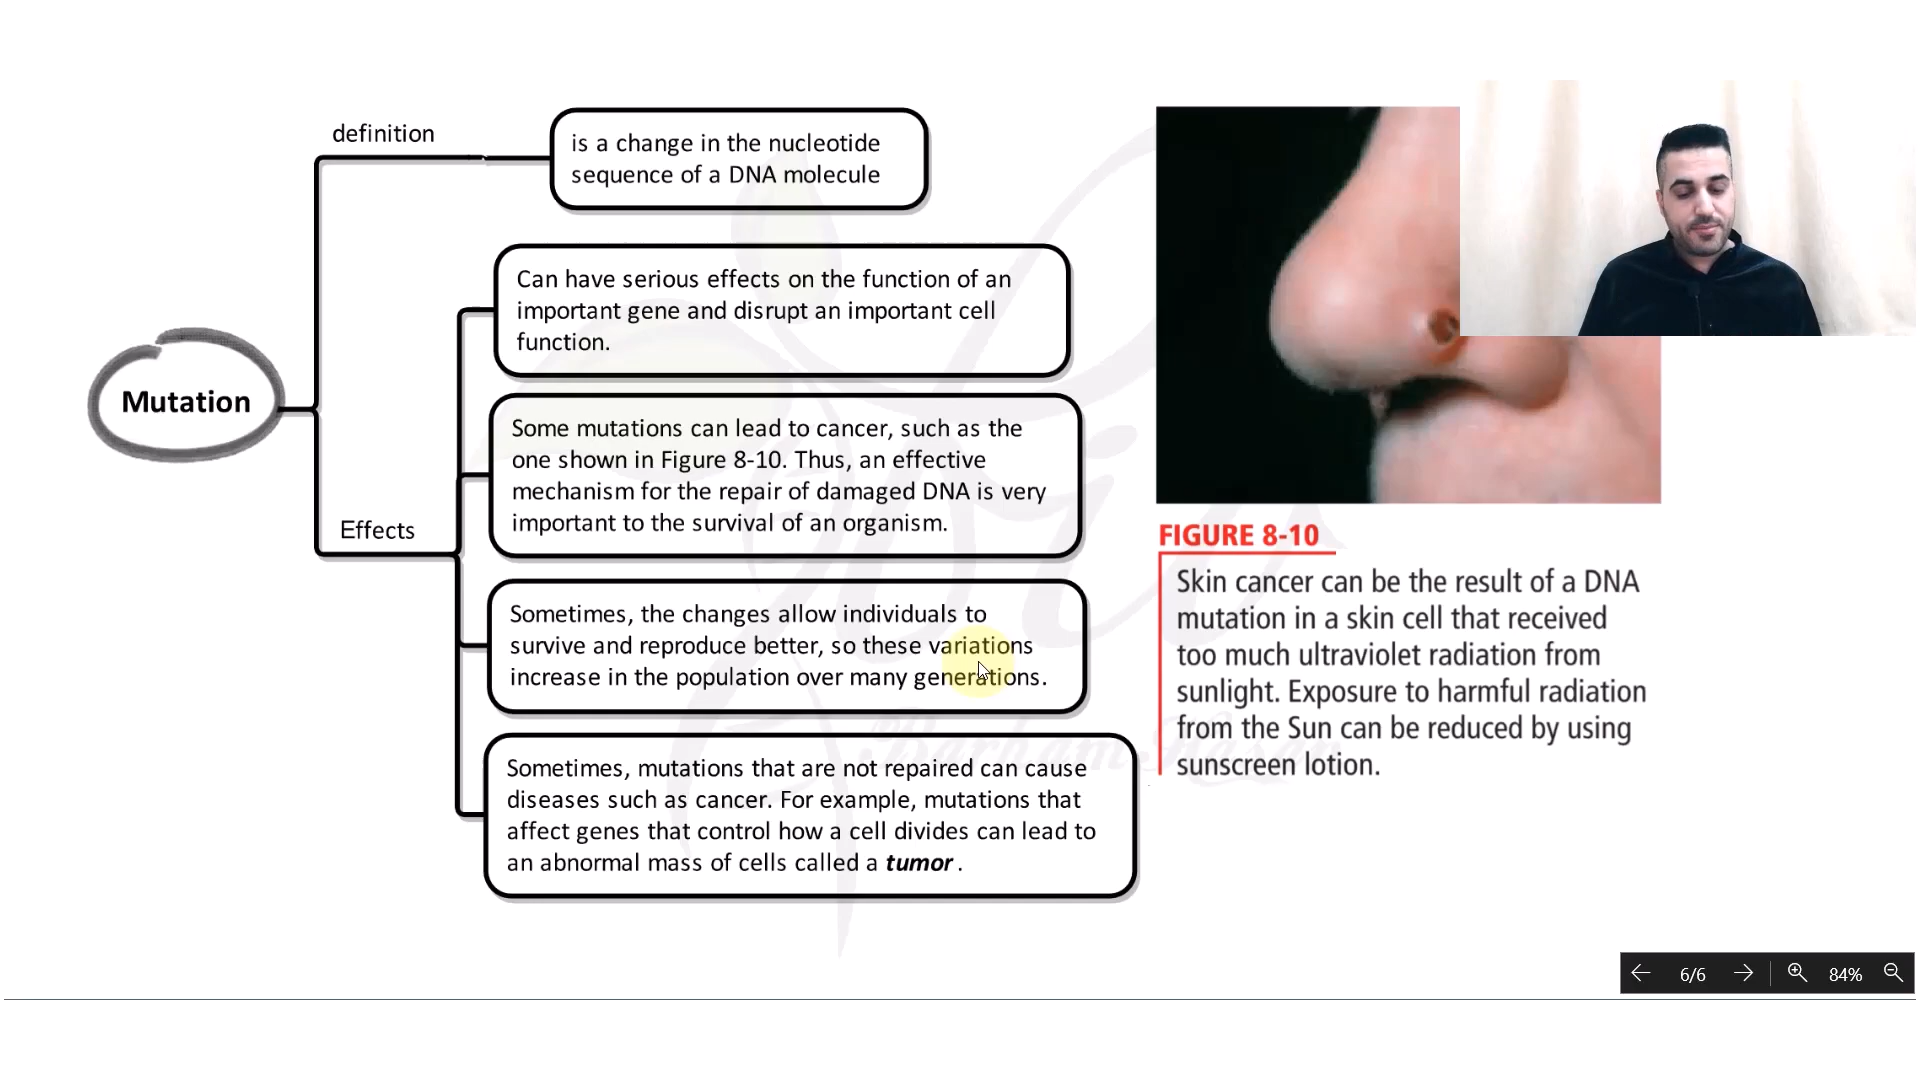 definition
is a change in the nucleotide
sequence of a DNA molecule
Can have serious effects on the function of an
important gene and disrupt an important cell
function.
Mutation
Some mutations can lead to cancer, such as the
one shown in Figure 8-10. Thus, an effective
mechanism for the repair of damaged DNA is very
important to the survival of an organism.
Effects
Sometimes, the changes allow individuals to
survive and reproduce better, so these variations
increase in the population over many generations.
Sometimes, mutations that are not repaired can cause
diseases such as cancer. For example, mutations that
affect genes that control how a cell divides can lead to
an abnormal mass of cells called a tumor .
FIGURE 8-10
Skin cancer can be the result of a DNA
mutation in a skin cell that received
too much ultraviolet radiation from
sunlight. Exposure to harmful radiation
from the Sun can be reduced by using
sunscreen lotion.
6/6
84%